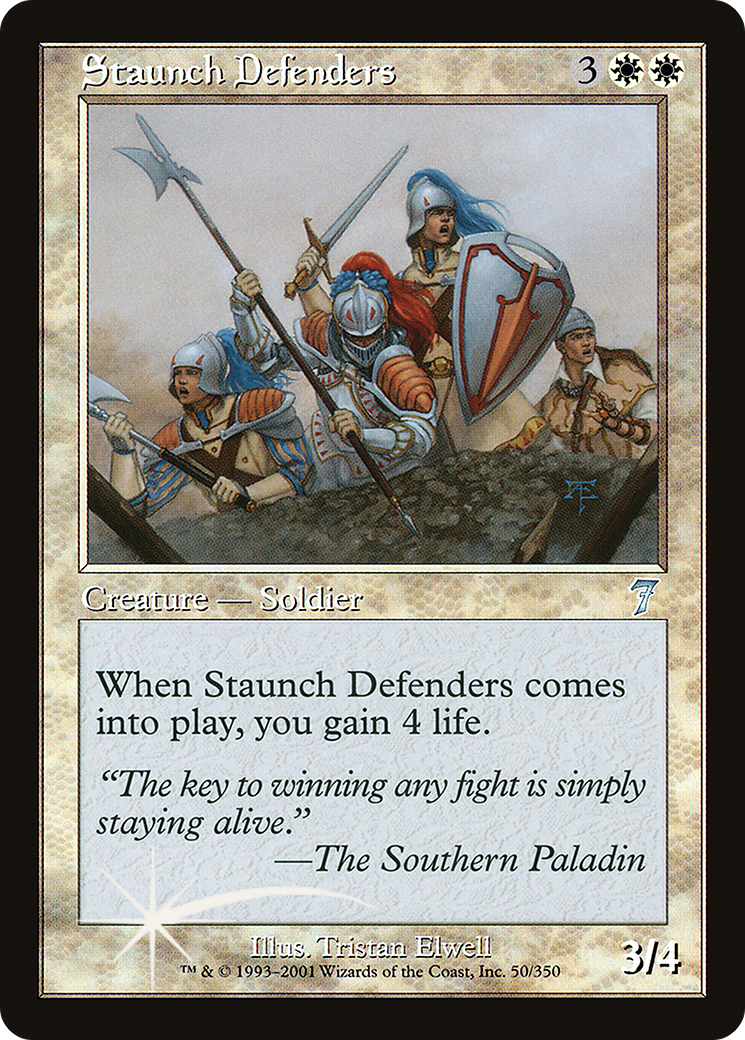 Staunch Defenders 3
Creature — Soldier 7
When Staunch Defenders comes
into play, you gain 4 life.
“The key to winning any fight is simply
staying alive.”
—The Southern Paladin
Illus. Tristan Elwell
™ & © 1993–2001 Wizards of the Coast, Inc. 50/350
3/4